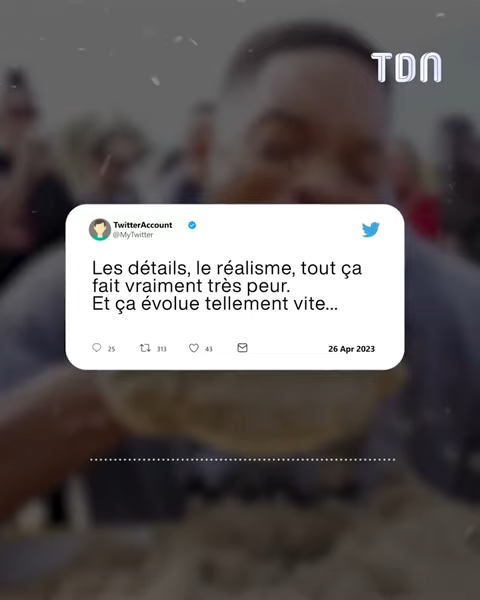 TDN
TwitterAccount
@MyTwitter
Les détails, le réalisme, tout ça
fait vraiment très peur.
Et ça évolue tellement vite...
25 313 43 26 Apr 2023